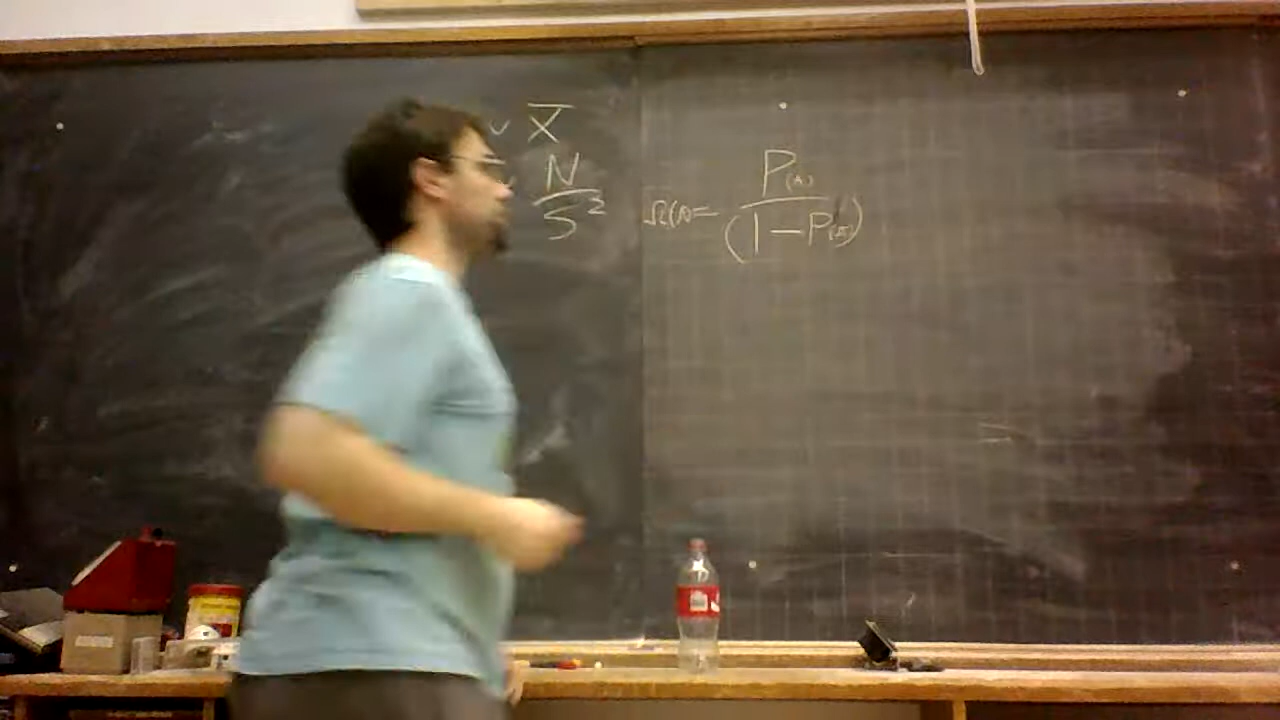 X̅
N
S²
Ω(A) = P(A)
(1 - P(A))